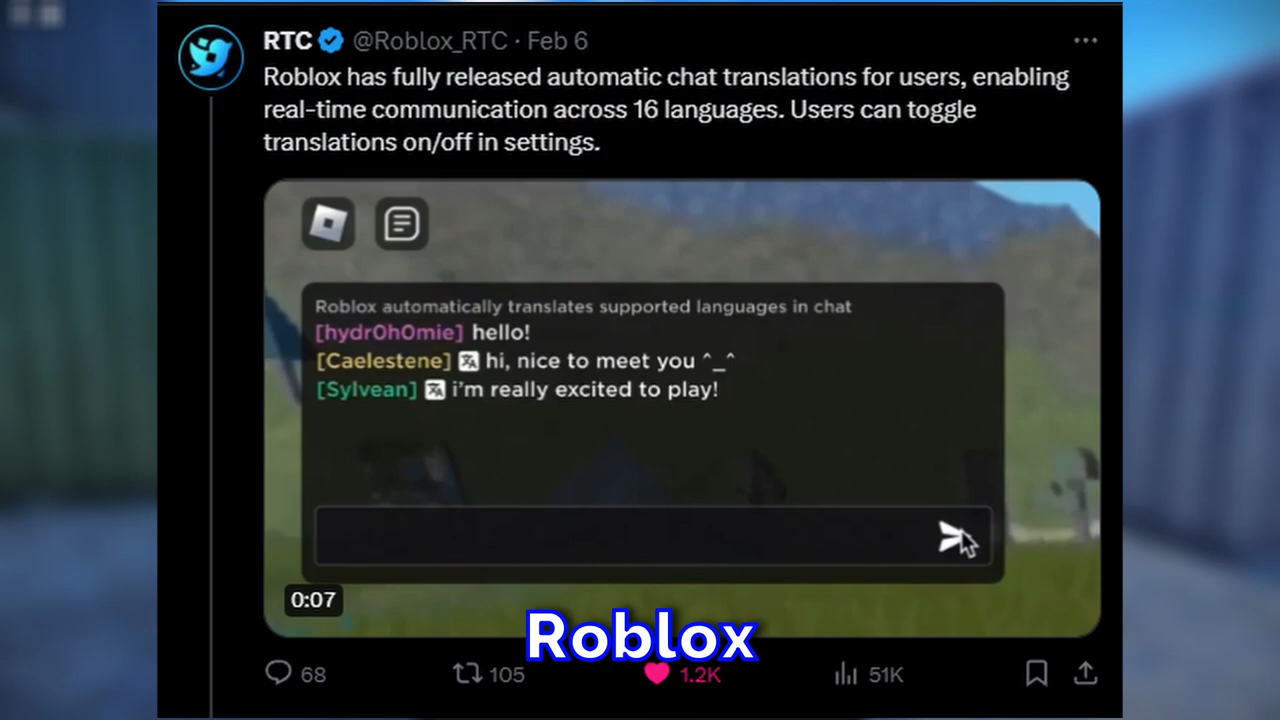 RTC @Roblox_RTC · Feb 6
Roblox has fully released automatic chat translations for users, enabling
real-time communication across 16 languages. Users can toggle
translations on/off in settings.
Roblox automatically translates supported languages in chat
[hydr0h0mie] hello!
[Caelestene] hi, nice to meet you ^_^
[Sylvean] i'm really excited to play!
0:07
Roblox
68 105 1.2K 51K